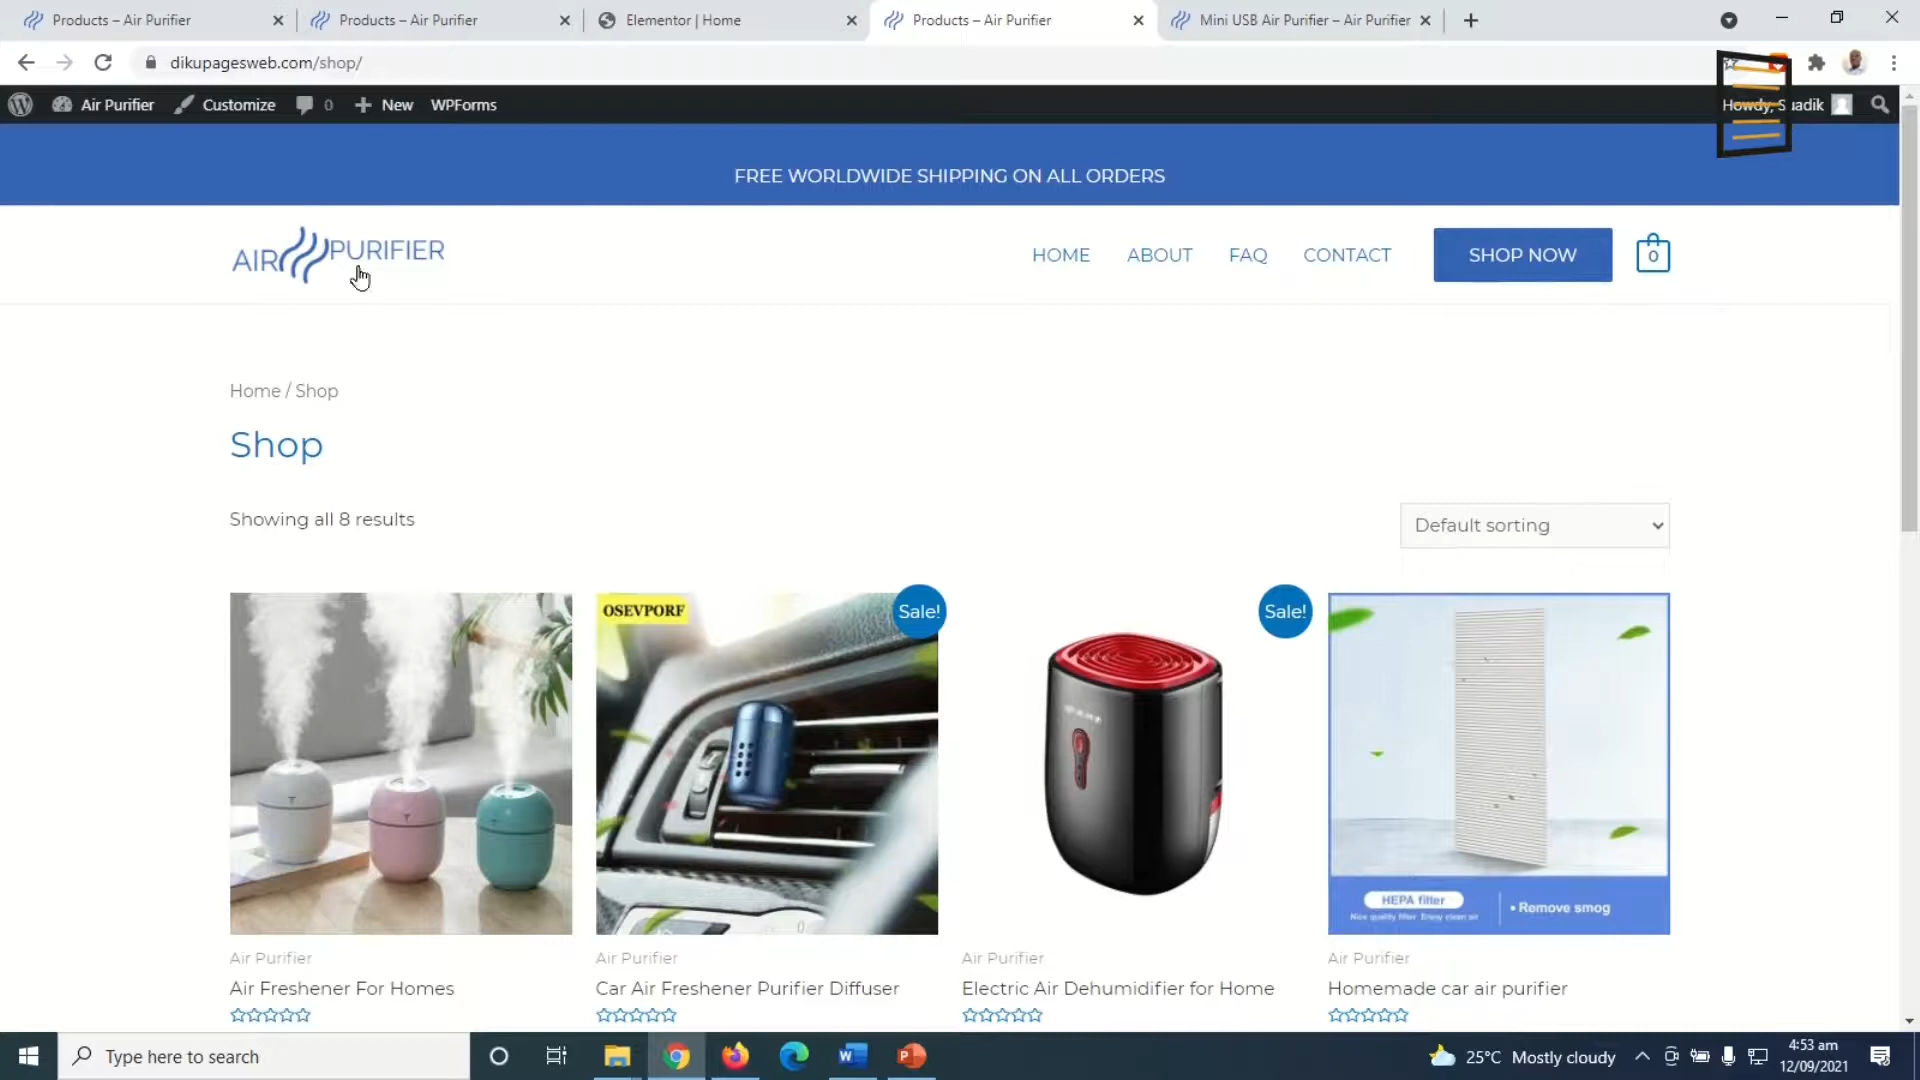 Products – Air Purifier
Products – Air Purifier
Elementor | Home
Products – Air Purifier
Mini USB Air Purifier – Air Purifier
dikupagesweb.com/shop/
Air Purifier
Customize
0
New
WPForms
Howdy, Suadik
FREE WORLDWIDE SHIPPING ON ALL ORDERS
AIR PURIFIER
HOME
ABOUT
FAQ
CONTACT
SHOP NOW
0
Home / Shop
Shop
Showing all 8 results
Default sorting
OSEVPORF
Sale!
Sale!
HEPA filter
Nice quality filter. Enjoy clean air
• Remove smog
Air Purifier
Air Freshener For Homes
Air Purifier
Car Air Freshener Purifier Diffuser
Air Purifier
Electric Air Dehumidifier for Home
Air Purifier
Homemade car air purifier
Type here to search
25°C Mostly cloudy
4:53 am
12/09/2021